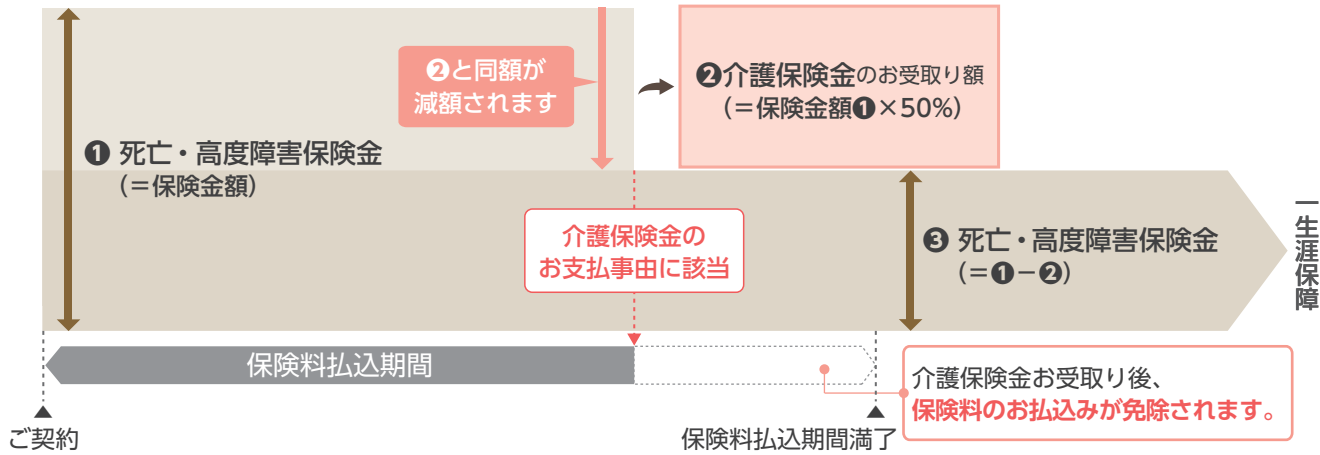 ❷と同額が
減額されます
❷介護保険金のお受取り額
(＝保険金額❶×50%)
❶ 死亡・高度障害保険金
(＝保険金額)
介護保険金の
お支払事由に該当
❸ 死亡・高度障害保険金
(＝❶－❷)
一生涯保障
保険料払込期間
介護保険金お受取り後、
保険料のお払込みが免除されます。
ご契約
保険料払込期間満了